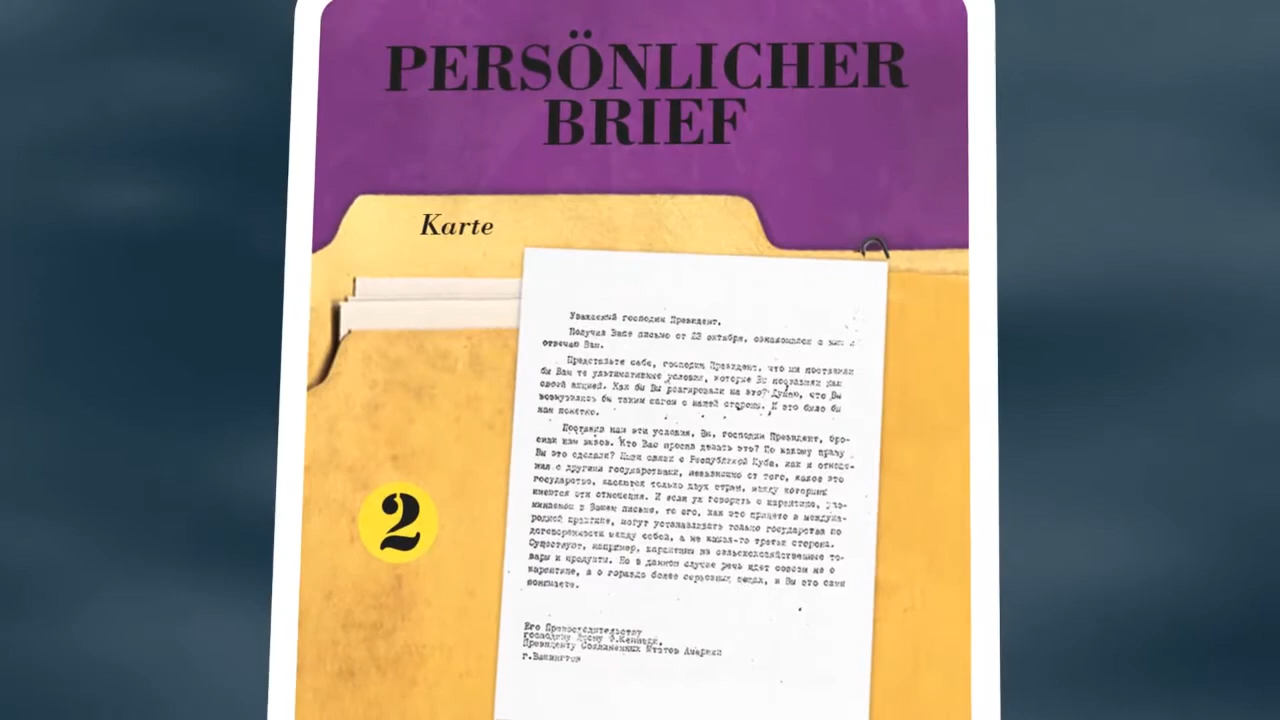 PERSÖNLICHER
BRIEF
Karte
2
Уважаемый господин Президент,
Получив Ваше письмо от 23 октября, ознакомился с ним и
отвечаю Вам.
Представьте себе, господин Президент, что мы поставили
бы Вам те ультимативные условия, которые Вы поставили нам
своей акцией. Как бы Вы реагировали на это? Думаю, что Вы
возмутились бы таким шагом с нашей стороны. И это было бы
нам понятно.
Поставив нам эти условия, Вы, господин Президент, бро-
сили нам вызов. Кто Вас просил делать это? По какому праву
Вы это сделали? Наши связи с Республикой Куба, как и отноше-
ния с другими государствами, независимо от того, какое это
государство, касаются только двух стран, между которыми
имеются эти отношения. И если уж говорить о карантине, упо-
минаемом в Вашем письме, то его, как это принято в междуна-
родной практике, могут устанавливать только государства по
договоренности между собой, а не какая-то третья сторона.
Существуют, например, карантины на сельскохозяйственные то-
вары и продукты. Но в данном случае речь идет совсем не о
карантине, а о гораздо более серьезных вещах, и Вы это сами
понимаете.
Его Превосходительству
господину Джону Ф.Кеннеди,
Президенту Соединенных Штатов Америки
г.Вашингтон